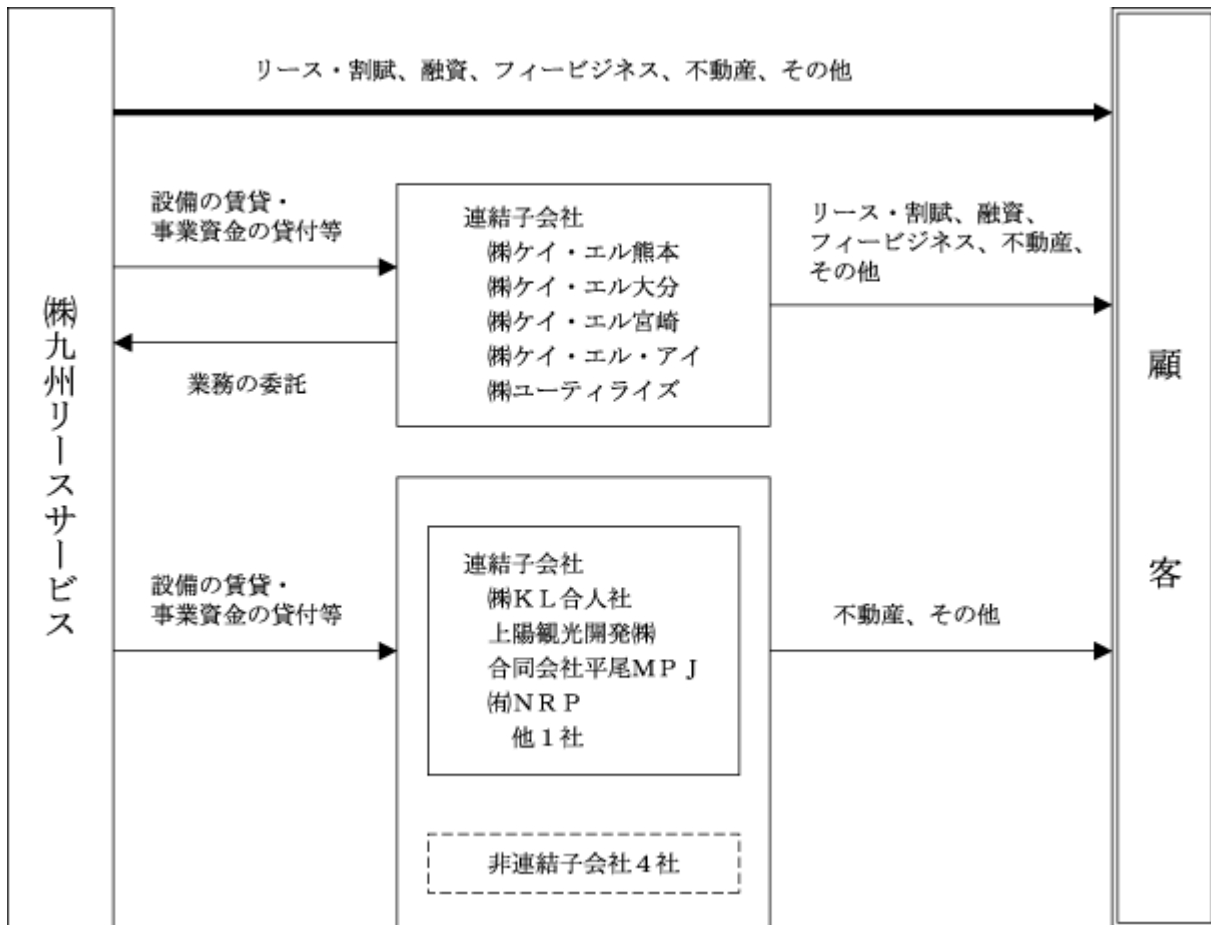 リース・割賦、融資、フィービジネス、不動産、その他
㈱九州リースサービス
設備の賃貸・
事業資金の貸付等
業務の委託
連結子会社
㈱ケイ・エル熊本
㈱ケイ・エル大分
㈱ケイ・エル宮崎
㈱ケイ・エル・アイ
㈱ユーティライズ
リース・割賦、融資、
フィービジネス、不動産、
その他
顧客
設備の賃貸・
事業資金の貸付等
連結子会社
㈱ＫＬ合人社
上陽観光開発㈱
合同会社平尾ＭＰＪ
㈲ＮＲＰ
他１社
非連結子会社４社
不動産、その他